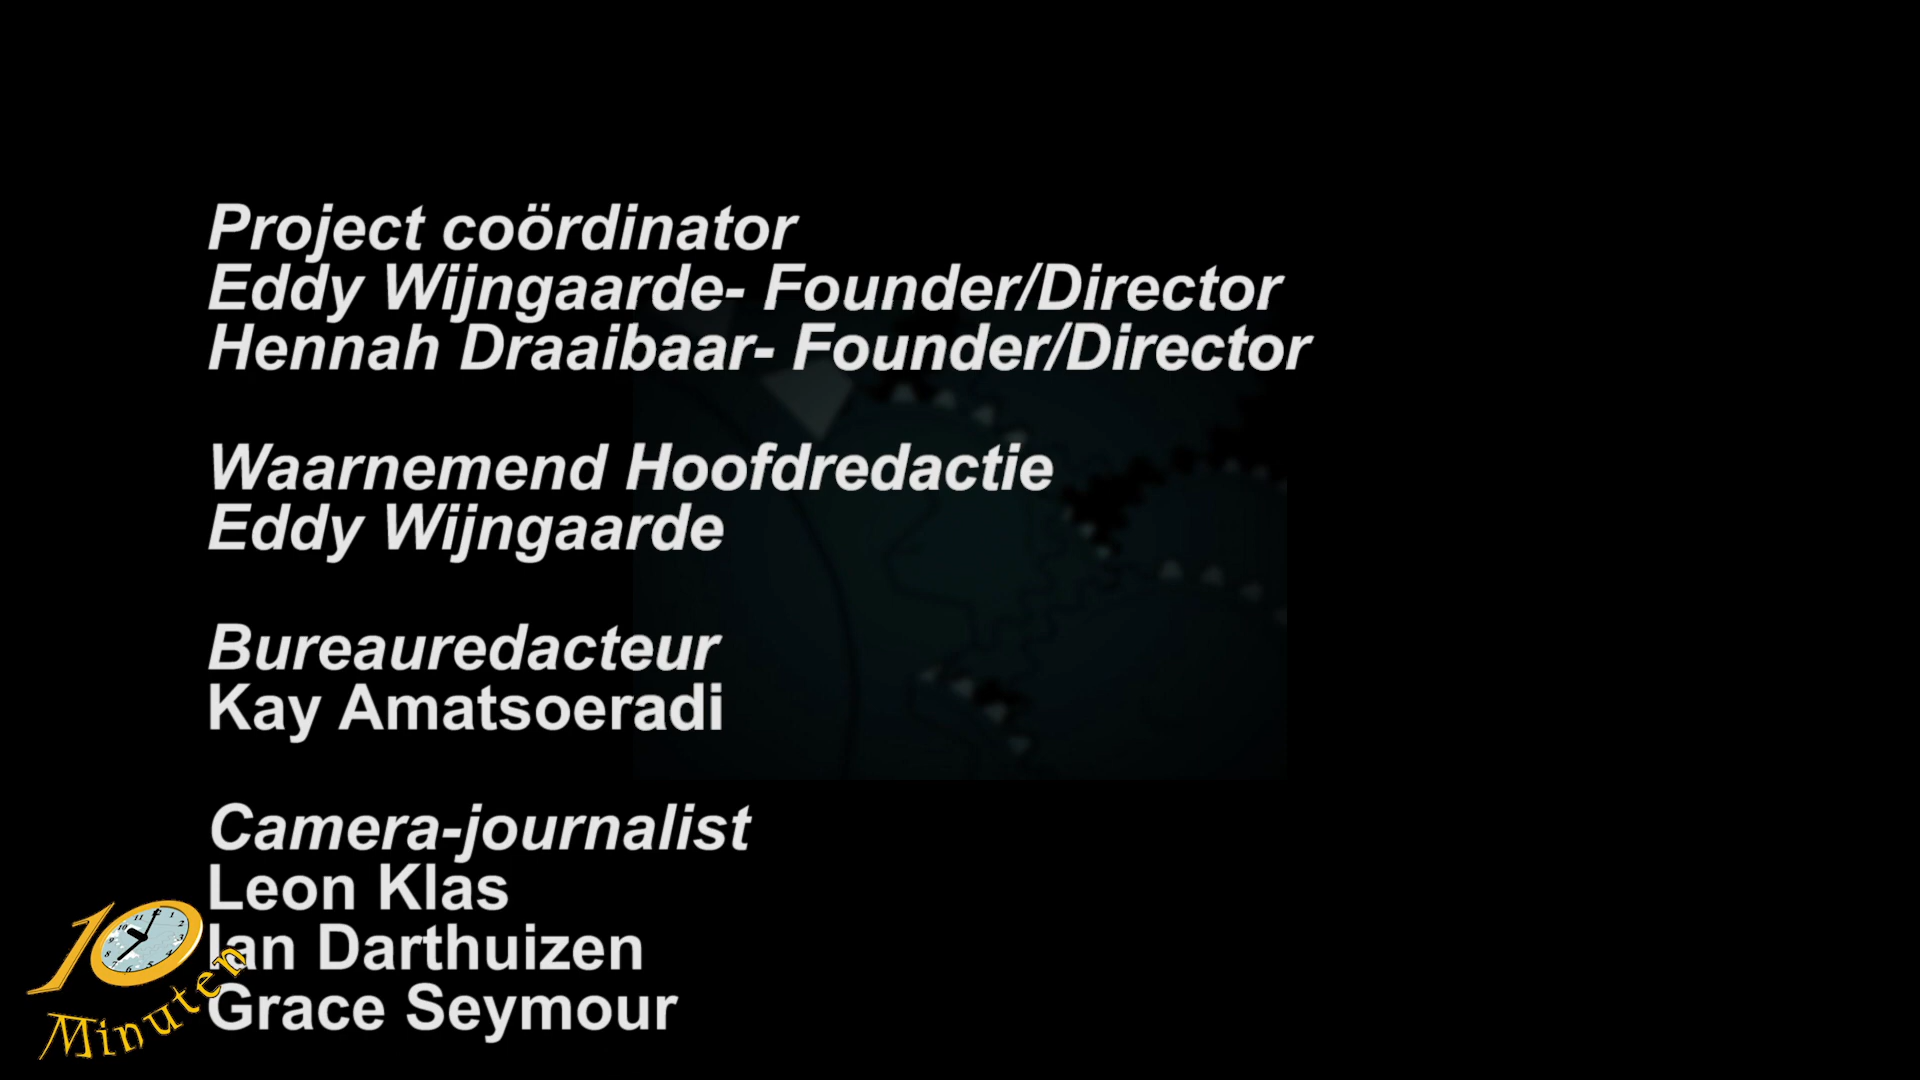 Project coördinator
Eddy Wijngaarde- Founder/Director
Hennah Draaibaar- Founder/Director
Waarnemend Hoofdredactie
Eddy Wijngaarde
Bureauredacteur
Kay Amatsoeradi
Camera-journalist
Leon Klas
Ian Darthuizen
Grace Seymour
10
Minuten